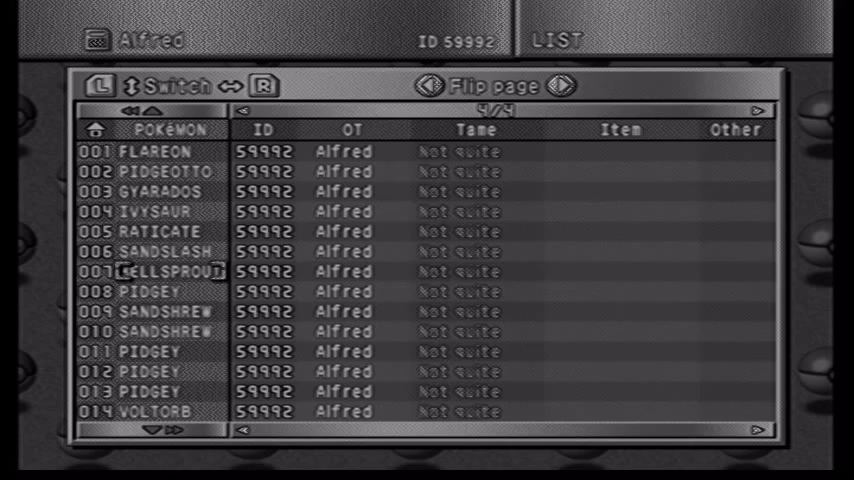 Alfred ID 59992 LIST
L Switch R Flip page
4/4
POKéMON ID OT Tame Item Other
001 FLAREON 59992 Alfred Not quite
002 PIDGEOTTO 59992 Alfred Not quite
003 GYARADOS 59992 Alfred Not quite
004 IVYSAUR 59992 Alfred Not quite
005 RATICATE 59992 Alfred Not quite
006 SANDSLASH 59992 Alfred Not quite
007 BELLSPROUT 59992 Alfred Not quite
008 PIDGEY 59992 Alfred Not quite
009 SANDSHREW 59992 Alfred Not quite
010 SANDSHREW 59992 Alfred Not quite
011 PIDGEY 59992 Alfred Not quite
012 PIDGEY 59992 Alfred Not quite
013 PIDGEY 59992 Alfred Not quite
014 VOLTORB 59992 Alfred Not quite